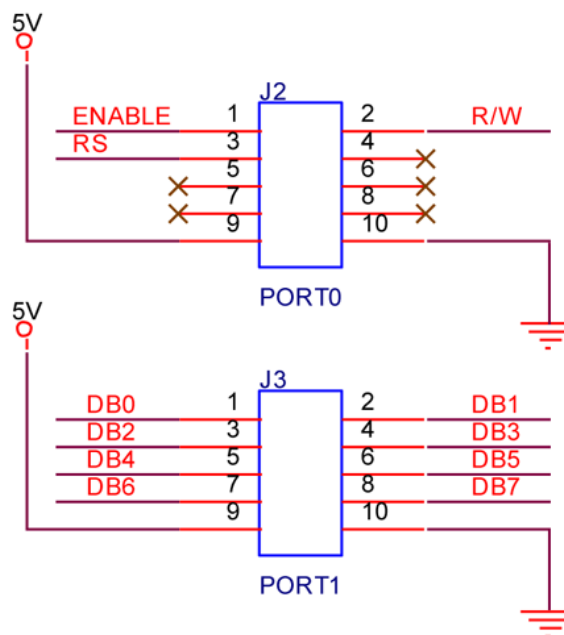 5V
J2
ENABLE 1 2 R/W
RS 3 4
5 6
7 8
9 10
PORT0
5V
J3
DB0 1 2 DB1
DB2 3 4 DB3
DB4 5 6 DB5
DB6 7 8 DB7
9 10
PORT1